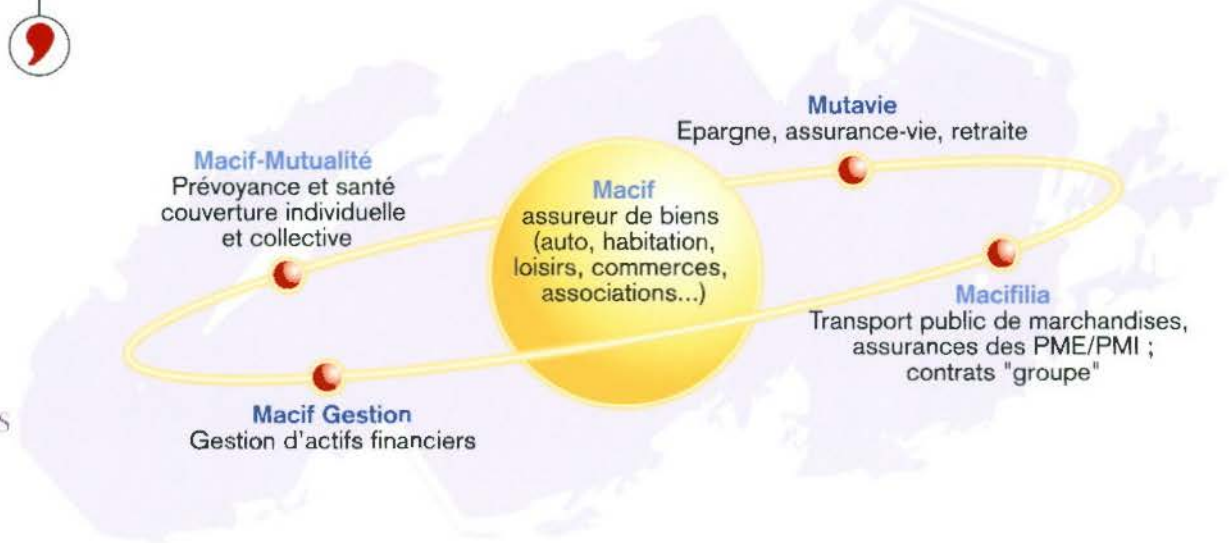 Mutavie
Epargne, assurance-vie, retraite
Macif-Mutualité
Prévoyance et santé
couverture individuelle
et collective
Macif
assureur de biens
(auto, habitation,
loisirs, commerces,
associations...)
Macifilia
Transport public de marchandises,
assurances des PME/PMI ;
contrats "groupe"
Macif Gestion
Gestion d'actifs financiers